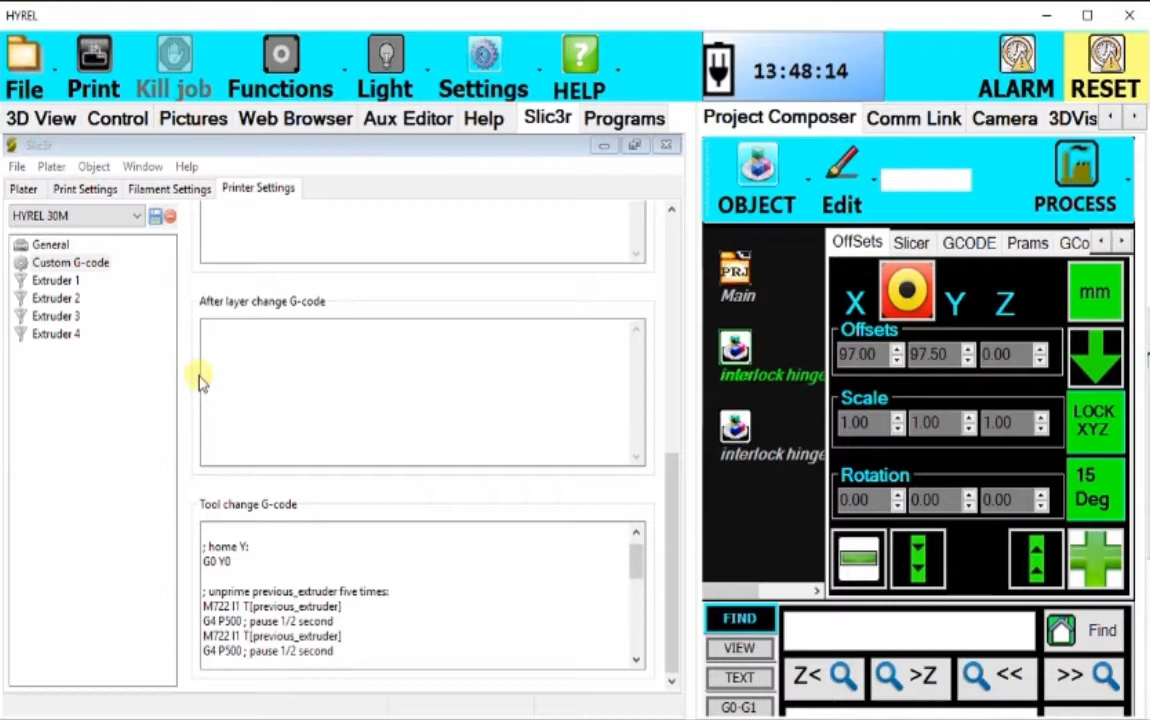 HYREL
File Print Kill job Functions Light Settings HELP
13:48:14
ALARM RESET
3D View Control Pictures Web Browser Aux Editor Help Slic3r Programs
Slic3r
File Plater Object Window Help
Plater Print Settings Filament Settings Printer Settings
HYREL 30M
General
Custom G-code
Extruder 1
Extruder 2
Extruder 3
Extruder 4
After layer change G-code
Tool change G-code
; home Y:
G0 Y0
; unprime previous_extruder five times:
M722 I1 T[previous_extruder]
G4 P500 ; pause 1/2 second
M722 I1 T[previous_extruder]
G4 P500 ; pause 1/2 second
Project Composer Comm Link Camera 3DVis
OBJECT Edit PROCESS
PRJ
Main
interlock hinge
interlock hinge
OffSets Slicer GCODE Prams GCo
X Y Z
mm
Offsets
97.00 97.50 0.00
Scale
1.00 1.00 1.00
LOCK
XYZ
Rotation
0.00 0.00 0.00
15
Deg
FIND
VIEW
TEXT
G0-G1
Find
Z< >Z << >>